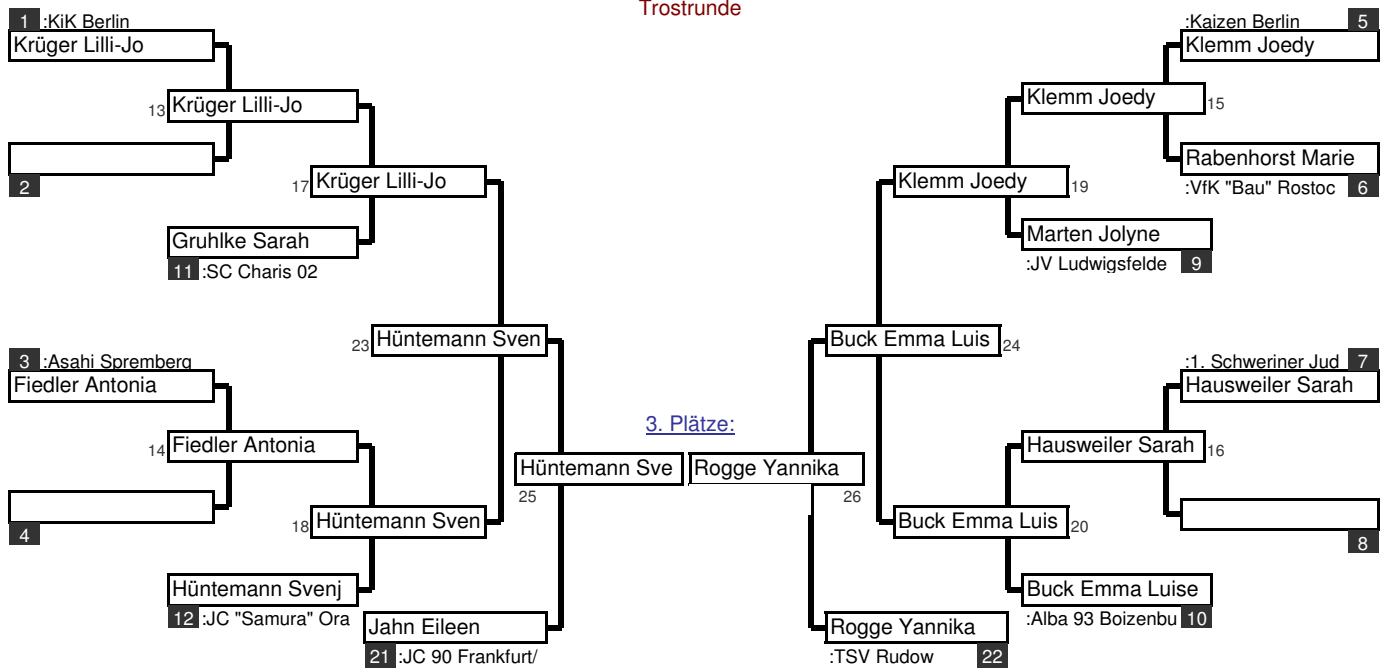 Trostrunde
1 :KiK Berlin
Krüger Lilli-Jo
13 Krüger Lilli-Jo
2
17 Krüger Lilli-Jo
Gruhlke Sarah
11 :SC Charis 02
23 Hüntemann Sven
3 :Asahi Spremberg
Fiedler Antonia
14 Fiedler Antonia
4
18 Hüntemann Sven
Hüntemann Svenj
12 :JC "Samura" Ora
Jahn Eileen
21 :JC 90 Frankfurt/
3. Plätze:
Hüntemann Sve
25
Rogge Yannika
26
:Kaizen Berlin 5
Klemm Joedy
Klemm Joedy 15
Rabenhorst Marie
:VfK "Bau" Rostoc 6
Klemm Joedy 19
Marten Jolyne
:JV Ludwigsfelde 9
Buck Emma Luis 24
:1. Schweriner Jud 7
Hausweiler Sarah
Hausweiler Sarah 16
8
Buck Emma Luis 20
Buck Emma Luise
:Alba 93 Boizenbu 10
Rogge Yannika
:TSV Rudow 22